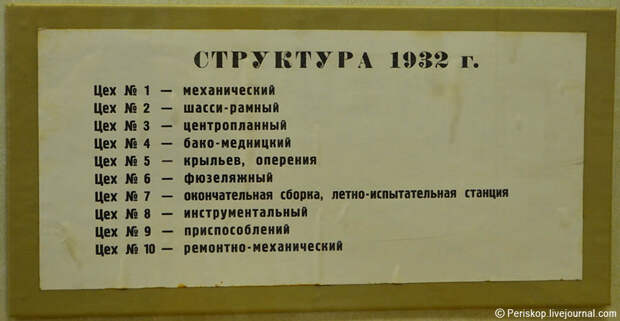 СТРУКТУРА 1932 г.
Цех № 1 — механический
Цех № 2 — шасси-рамный
Цех № 3 — центропланный
Цех № 4 — бако-медницкий
Цех № 5 — крыльев, оперения
Цех № 6 — фюзеляжный
Цех № 7 — окончательная сборка, летно-испытательная станция
Цех № 8 — инструментальный
Цех № 9 — приспособлений
Цех № 10 — ремонтно-механический
© Periskop.livejournal.com